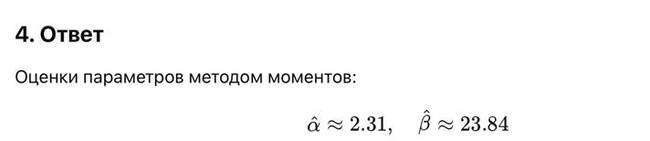 4. Ответ
Оценки параметров методом моментов:
α̂ ≈ 2.31, β̂ ≈ 23.84